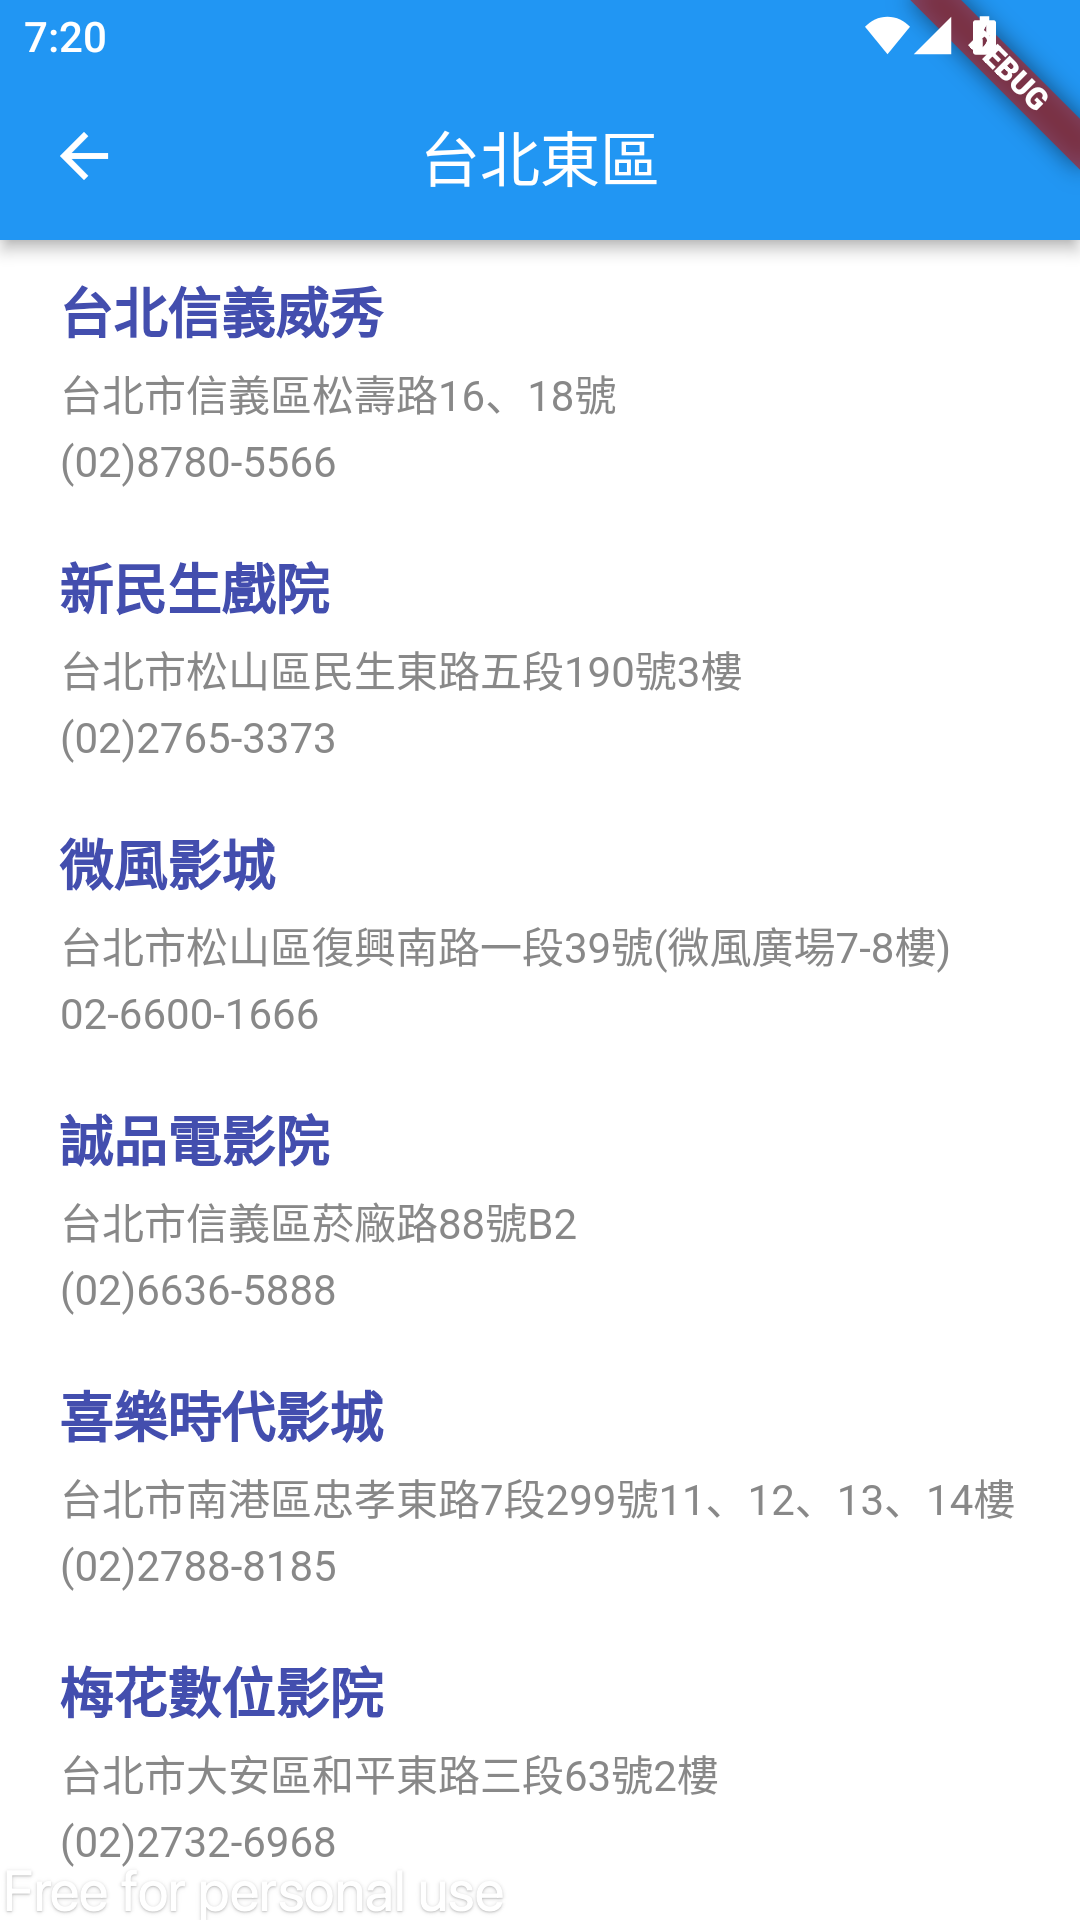 7:20
DEBUG
台北東區
台北信義威秀
台北市信義區松壽路16、18號
(02)8780-5566
新民生戲院
台北市松山區民生東路五段190號3樓
(02)2765-3373
微風影城
台北市松山區復興南路一段39號(微風廣場7-8樓)
02-6600-1666
誠品電影院
台北市信義區菸廠路88號B2
(02)6636-5888
喜樂時代影城
台北市南港區忠孝東路7段299號11、12、13、14樓
(02)2788-8185
梅花數位影院
台北市大安區和平東路三段63號2樓
(02)2732-6968
Free for personal use